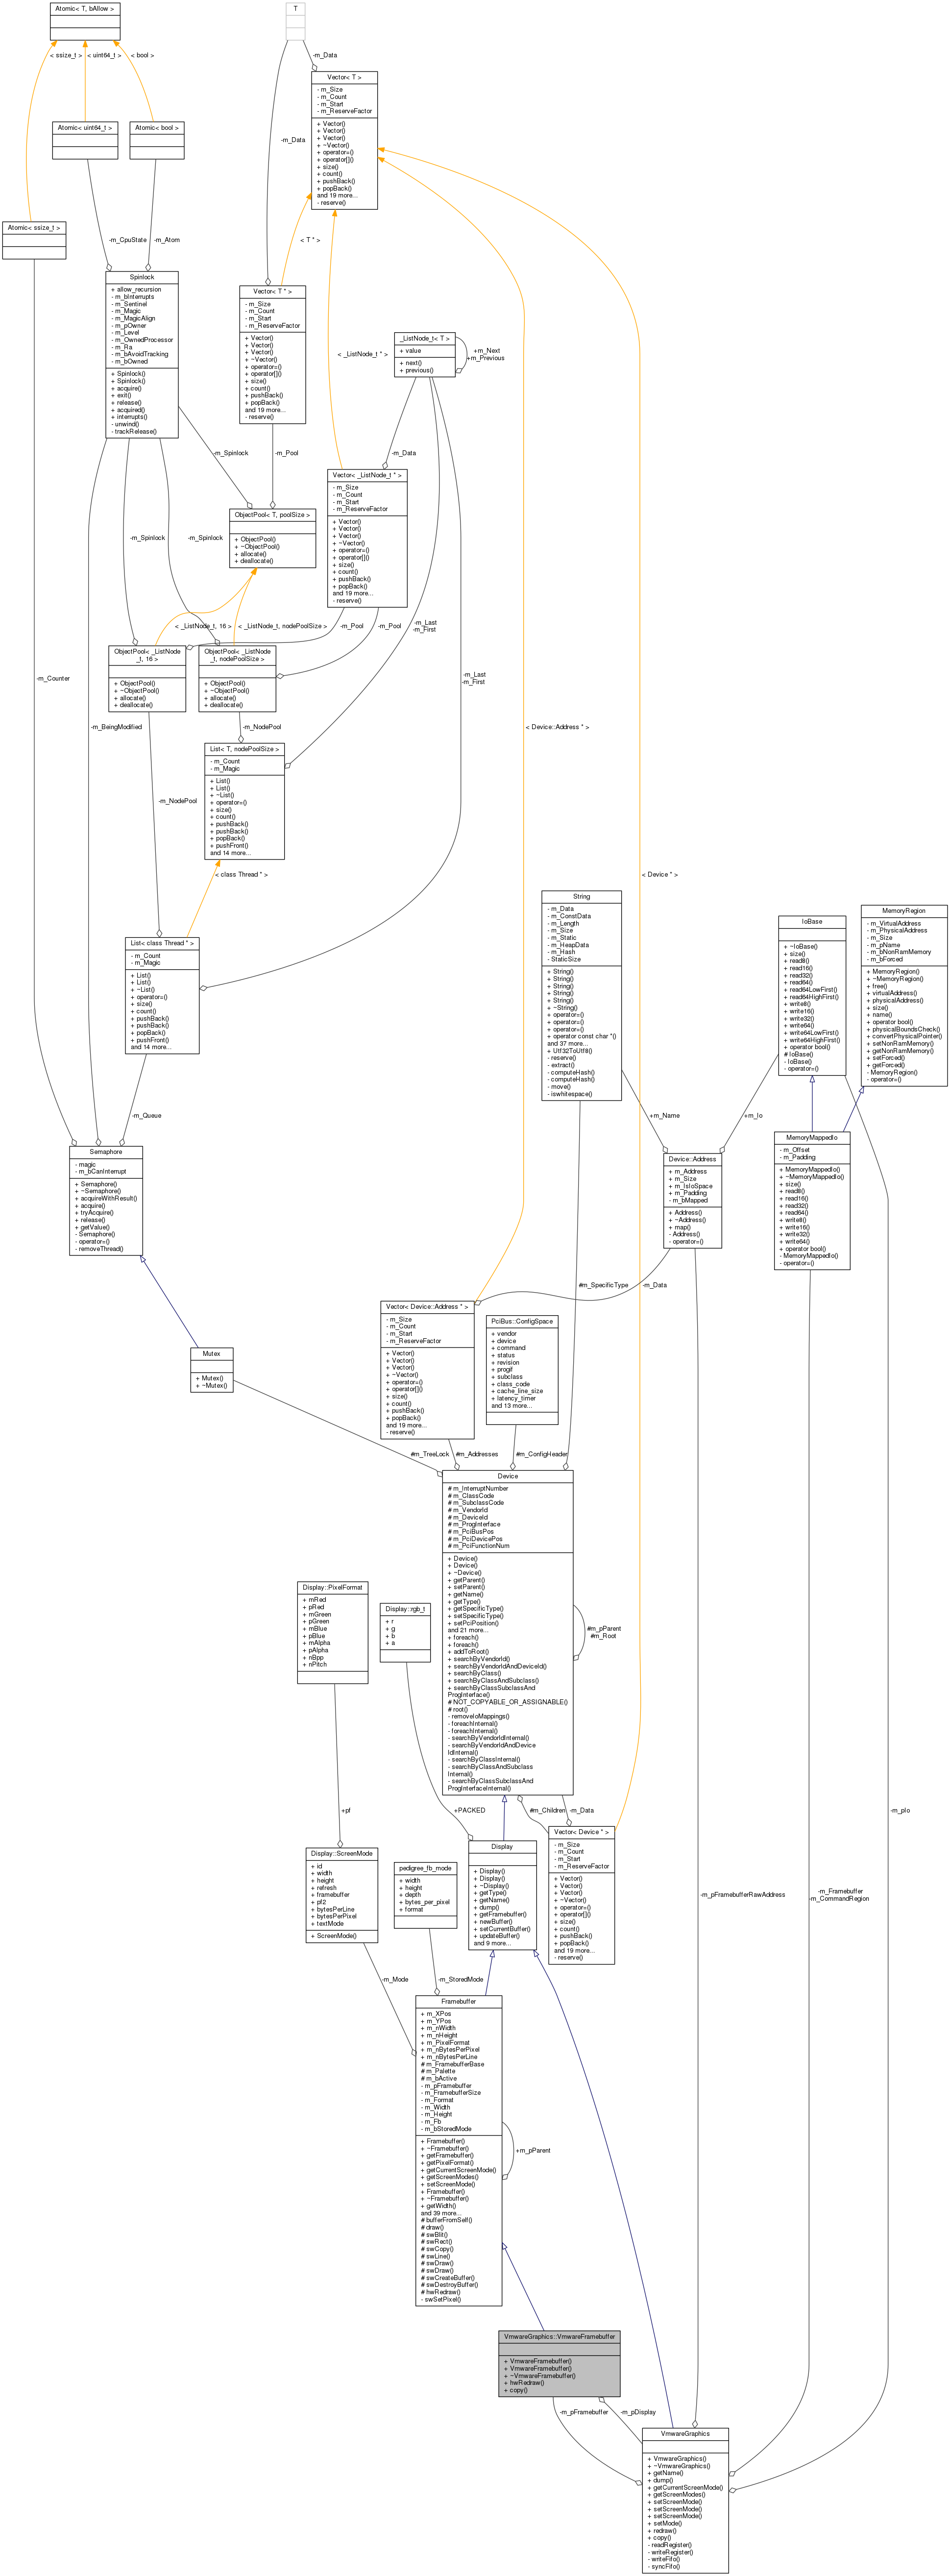 Atomic< T, bAllow >
T
< ssize_t >
< uint64_t >
< bool >
-m_Data
Vector< T >
- m_Size
- m_Count
- m_Start
- m_ReserveFactor
+ Vector()
+ Vector()
+ Vector()
+ ~Vector()
+ operator=()
+ operator[]()
+ size()
+ count()
+ pushBack()
+ popBack()
and 19 more...
- reserve()
Atomic< uint64_t >
Atomic< bool >
-m_Data
Atomic< ssize_t >
-m_CpuState
-m_Atom
< T * >
Spinlock
+ allow_recursion
- m_bInterrupts
- m_Sentinel
- m_Magic
- m_MagicAlign
- m_pOwner
- m_Level
- m_OwnedProcessor
- m_Ra
- m_bAvoidTracking
- m_bOwned
+ Spinlock()
+ Spinlock()
+ acquire()
+ exit()
+ release()
+ acquired()
+ interrupts()
- unwind()
- trackRelease()
Vector< T * >
- m_Size
- m_Count
- m_Start
- m_ReserveFactor
+ Vector()
+ Vector()
+ Vector()
+ ~Vector()
+ operator=()
+ operator[]()
+ size()
+ count()
+ pushBack()
+ popBack()
and 19 more...
- reserve()
< _ListNode_t * >
_ListNode_t< T >
+ value
+ next()
+ previous()
+m_Next
+m_Previous
-m_Spinlock
-m_Pool
-m_Data
Vector< _ListNode_t * >
- m_Size
- m_Count
- m_Start
- m_ReserveFactor
+ Vector()
+ Vector()
+ Vector()
+ ~Vector()
+ operator=()
+ operator[]()
+ size()
+ count()
+ pushBack()
+ popBack()
and 19 more...
- reserve()
ObjectPool< T, poolSize >
+ ObjectPool()
+ ~ObjectPool()
+ allocate()
+ deallocate()
-m_Spinlock
-m_Spinlock
< _ListNode_t, 16 >
< _ListNode_t, nodePoolSize >
-m_Pool
-m_Pool
-m_Last
-m_First
ObjectPool< _ListNode
_t, 16 >
+ ObjectPool()
+ ~ObjectPool()
+ allocate()
+ deallocate()
ObjectPool< _ListNode
_t, nodePoolSize >
+ ObjectPool()
+ ~ObjectPool()
+ allocate()
+ deallocate()
-m_Counter
-m_Last
-m_First
-m_BeingModified
-m_NodePool
< Device::Address * >
List< T, nodePoolSize >
- m_Count
- m_Magic
+ List()
+ List()
+ ~List()
+ operator=()
+ size()
+ count()
+ pushBack()
+ pushBack()
+ popBack()
+ pushFront()
and 14 more...
-m_NodePool
< class Thread * >
< Device * >
List< class Thread * >
- m_Count
- m_Magic
+ List()
+ List()
+ ~List()
+ operator=()
+ size()
+ count()
+ pushBack()
+ pushBack()
+ popBack()
+ pushFront()
and 14 more...
String
- m_Data
- m_ConstData
- m_Length
- m_Size
- m_Static
- m_HeapData
- m_Hash
- StaticSize
+ String()
+ String()
+ String()
+ String()
+ String()
+ ~String()
+ operator=()
+ operator=()
+ operator=()
+ operator const char *()
and 37 more...
+ Utf32ToUtf8()
- reserve()
- extract()
- computeHash()
- computeHash()
- move()
- iswhitespace()
IoBase
+ ~IoBase()
+ size()
+ read8()
+ read16()
+ read32()
+ read64()
+ read64LowFirst()
+ read64HighFirst()
+ write8()
+ write16()
+ write32()
+ write64()
+ write64LowFirst()
+ write64HighFirst()
+ operator bool()
# IoBase()
- IoBase()
- operator=()
MemoryRegion
- m_VirtualAddress
- m_PhysicalAddress
- m_Size
- m_pName
- m_bNonRamMemory
- m_bForced
+ MemoryRegion()
+ ~MemoryRegion()
+ free()
+ virtualAddress()
+ physicalAddress()
+ size()
+ name()
+ operator bool()
+ physicalBoundsCheck()
+ convertPhysicalPointer()
+ setNonRamMemory()
+ getNonRamMemory()
+ setForced()
+ getForced()
- MemoryRegion()
- operator=()
-m_Queue
+m_Name
+m_Io
Semaphore
- magic
- m_bCanInterrupt
+ Semaphore()
+ ~Semaphore()
+ acquireWithResult()
+ acquire()
+ tryAcquire()
+ release()
+ getValue()
- Semaphore()
- operator=()
- removeThread()
Device::Address
+ m_Address
+ m_Size
+ m_IsIoSpace
+ m_Padding
- m_bMapped
+ Address()
+ ~Address()
+ map()
- Address()
- operator=()
MemoryMappedIo
- m_Offset
- m_Padding
+ MemoryMappedIo()
+ ~MemoryMappedIo()
+ size()
+ read8()
+ read16()
+ read32()
+ read64()
+ write8()
+ write16()
+ write32()
+ write64()
+ operator bool()
- MemoryMappedIo()
- operator=()
#m_SpecificType
-m_Data
Vector< Device::Address * >
- m_Size
- m_Count
- m_Start
- m_ReserveFactor
+ Vector()
+ Vector()
+ Vector()
+ ~Vector()
+ operator=()
+ operator[]()
+ size()
+ count()
+ pushBack()
+ popBack()
and 19 more...
- reserve()
PciBus::ConfigSpace
+ vendor
+ device
+ command
+ status
+ revision
+ progif
+ subclass
+ class_code
+ cache_line_size
+ latency_timer
and 13 more...
Mutex
+ Mutex()
+ ~Mutex()
#m_TreeLock
#m_Addresses
#m_ConfigHeader
Device
# m_InterruptNumber
# m_ClassCode
# m_SubclassCode
# m_VendorId
# m_DeviceId
# m_ProgInterface
# m_PciBusPos
# m_PciDevicePos
# m_PciFunctionNum
+ Device()
+ Device()
+ ~Device()
+ getParent()
+ setParent()
+ getName()
+ getType()
+ getSpecificType()
+ setSpecificType()
+ setPciPosition()
and 21 more...
+ foreach()
+ foreach()
+ addToRoot()
+ searchByVendorId()
+ searchByVendorIdAndDeviceId()
+ searchByClass()
+ searchByClassAndSubclass()
+ searchByClassSubclassAnd
ProgInterface()
# NOT_COPYABLE_OR_ASSIGNABLE()
# root()
- removeIoMappings()
- foreachInternal()
- foreachInternal()
- searchByVendorIdInternal()
- searchByVendorIdAndDevice
IdInternal()
- searchByClassInternal()
- searchByClassAndSubclass
Internal()
- searchByClassSubclassAnd
ProgInterfaceInternal()
#m_pParent
#m_Root
Display::PixelFormat
+ mRed
+ pRed
+ mGreen
+ pGreen
+ mBlue
+ pBlue
+ mAlpha
+ pAlpha
+ nBpp
+ nPitch
Display::rgb_t
+ r
+ g
+ b
+ a
+pf
+PACKED
#m_Children
-m_Data
-m_pIo
Vector< Device * >
- m_Size
- m_Count
- m_Start
- m_ReserveFactor
+ Vector()
+ Vector()
+ Vector()
+ ~Vector()
+ operator=()
+ operator[]()
+ size()
+ count()
+ pushBack()
+ popBack()
and 19 more...
- reserve()
Display
+ Display()
+ Display()
+ ~Display()
+ getType()
+ getName()
+ dump()
+ getFramebuffer()
+ newBuffer()
+ setCurrentBuffer()
+ updateBuffer()
and 9 more...
Display::ScreenMode
+ id
+ width
+ height
+ refresh
+ framebuffer
+ pf2
+ bytesPerLine
+ bytesPerPixel
+ textMode
+ ScreenMode()
pedigree_fb_mode
+ width
+ height
+ depth
+ bytes_per_pixel
+ format
-m_pFramebufferRawAddress
-m_Framebuffer
-m_CommandRegion
-m_Mode
-m_StoredMode
Framebuffer
+ m_XPos
+ m_YPos
+ m_nWidth
+ m_nHeight
+ m_PixelFormat
+ m_nBytesPerPixel
+ m_nBytesPerLine
# m_FramebufferBase
# m_Palette
# m_bActive
- m_pFramebuffer
- m_FramebufferSize
- m_Format
- m_Width
- m_Height
- m_Fb
- m_bStoredMode
+ Framebuffer()
+ ~Framebuffer()
+ getFramebuffer()
+ getPixelFormat()
+ getCurrentScreenMode()
+ getScreenModes()
+ setScreenMode()
+ Framebuffer()
+ ~Framebuffer()
+ getWidth()
and 39 more...
# bufferFromSelf()
# draw()
# swBlit()
# swRect()
# swCopy()
# swLine()
# swDraw()
# swDraw()
# swCreateBuffer()
# swDestroyBuffer()
# hwRedraw()
- swSetPixel()
+m_pParent
VmwareGraphics::VmwareFramebuffer
+ VmwareFramebuffer()
+ VmwareFramebuffer()
+ ~VmwareFramebuffer()
+ hwRedraw()
+ copy()
-m_pFramebuffer
-m_pDisplay
VmwareGraphics
+ VmwareGraphics()
+ ~VmwareGraphics()
+ getName()
+ dump()
+ getCurrentScreenMode()
+ getScreenModes()
+ setScreenMode()
+ setScreenMode()
+ setScreenMode()
+ setMode()
+ redraw()
+ copy()
- readRegister()
- writeRegister()
- writeFifo()
- syncFifo()